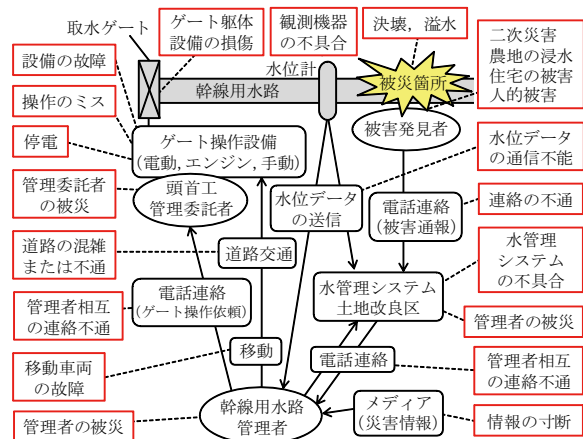 取水ゲート
ゲート躯体
設備の損傷
観測機器
の不具合
決壊，溢水
二次災害
農地の浸水
住宅の被害
人的被害
設備の故障
水位計
幹線用水路
被災箇所
操作のミス
被害発見者
停電
ゲート操作設備
(電動，エンジン，手動)
水位データ
の通信不能
管理委託者
の被災
頭首工
管理委託者
水位データ
の送信
電話連絡
(被害通報)
連絡の不通
道路の混雑
または不通
道路交通
水管理
システム
の不具合
電話連絡
(ゲート操作依頼)
水管理システム
土地改良区
管理者相互
の連絡不通
管理者の被災
移動
電話連絡
移動車両
の故障
管理者相互
の連絡不通
管理者の被災
幹線用水路
管理者
メディア
(災害情報)
情報の寸断